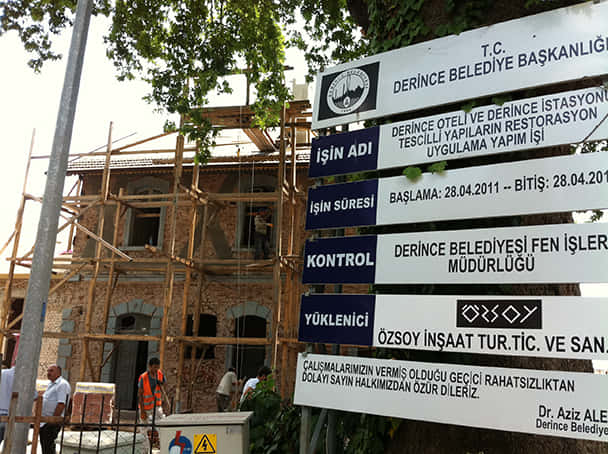 T.C.
DERİNCE BELEDİYE BAŞKANLIĞI
İŞİN ADI
DERİNCE OTELİ VE DERİNCE İSTASYONU
TESCİLLİ YAPILARIN RESTORASYON
UYGULAMA YAPIM İŞİ
İŞİN SÜRESİ
BAŞLAMA: 28.04.2011 -- BİTİŞ: 28.04.201
KONTROL
DERİNCE BELEDİYESİ FEN İŞLER
MÜDÜRLÜĞÜ
YÜKLENİCİ
ÖZSOY
ÖZSOY İNŞAAT TUR.TİC. VE SAN.
ÇALIŞMALARIMIZIN VERMİŞ OLDUĞU GEÇİCİ RAHATSIZLIKTAN
DOLAYI SAYIN HALKIMIZDAN ÖZÜR DİLERİZ.
Dr. Aziz ALE
Derince Beled